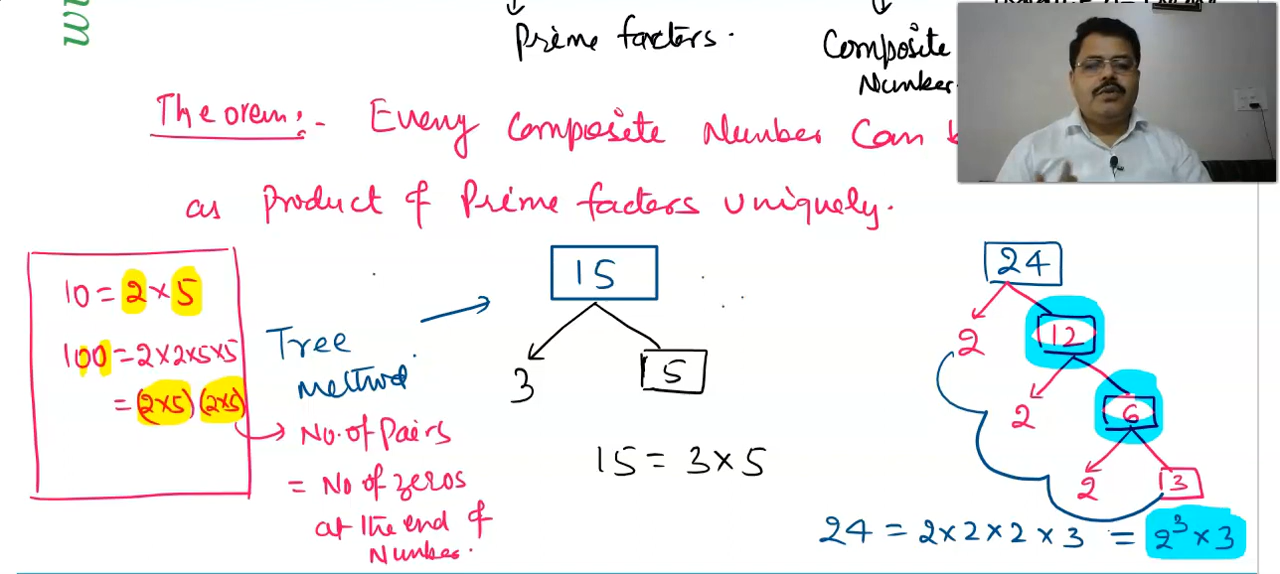 Prime factors.
Composite
Number.
Theorem:- Every Composite Number Can
as Product of Prime factors uniquely.
10 = 2 × 5
100 = 2×2×5×5
= (2×5) (2×5)
Tree
Method
No. of Pairs
= No of zeros
at the end of
Number.
15
3
5
15 = 3 × 5
24
2
12
2
6
2
3
24 = 2 × 2 × 2 × 3 = 2³ × 3